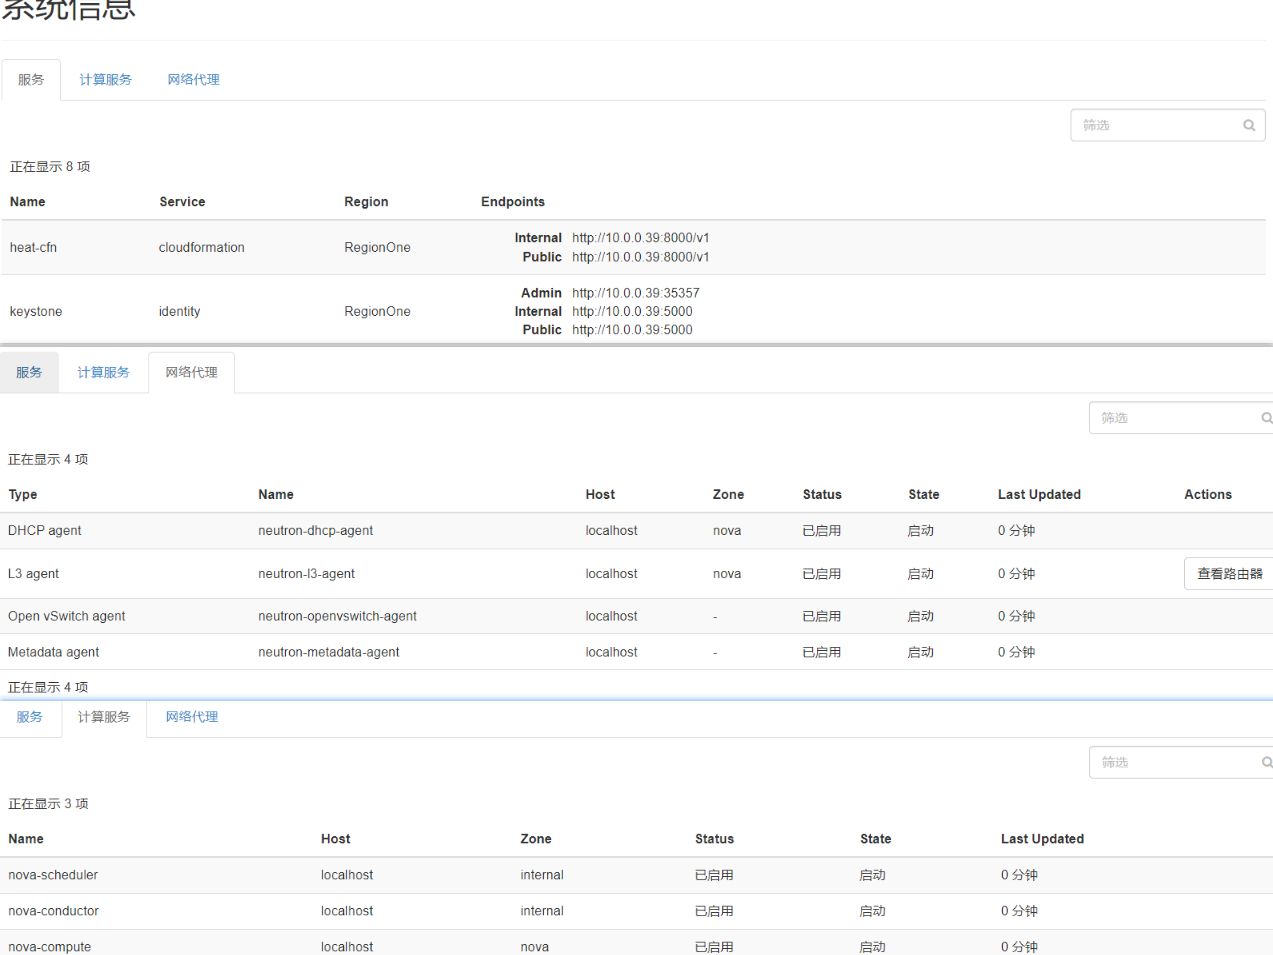 系统信息
服务 计算服务 网络代理
筛选
正在显示 8 项
Name Service Region Endpoints
heat-cfn cloudformation RegionOne Internal http://10.0.0.39:8000/v1
Public http://10.0.0.39:8000/v1
Admin http://10.0.0.39:35357
keystone identity RegionOne Internal http://10.0.0.39:5000
Public http://10.0.0.39:5000
服务 计算服务 网络代理
筛选
正在显示 4 项
Type Name Host Zone Status State Last Updated Actions
DHCP agent neutron-dhcp-agent localhost nova 已启用 启动 0 分钟
L3 agent neutron-l3-agent localhost nova 已启用 启动 0 分钟 查看路由器
Open vSwitch agent neutron-openvswitch-agent localhost - 已启用 启动 0 分钟
Metadata agent neutron-metadata-agent localhost - 已启用 启动 0 分钟
正在显示 4 项
服务 计算服务 网络代理
筛选
正在显示 3 项
Name Host Zone Status State Last Updated
nova-scheduler localhost internal 已启用 启动 0 分钟
nova-conductor localhost internal 已启用 启动 0 分钟
nova-compute localhost nova 已启用 启动 0 分钟